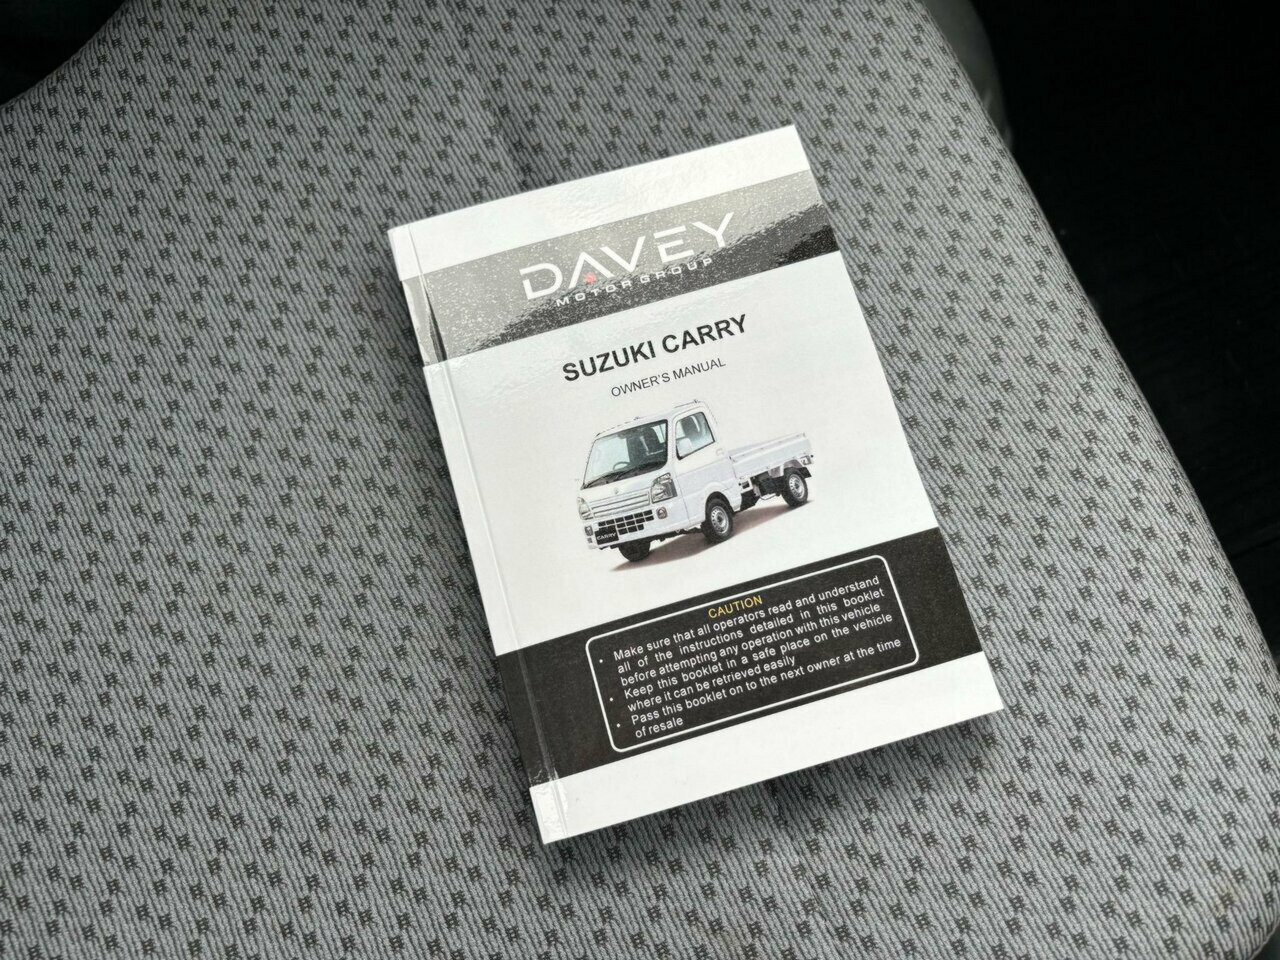 DAVEY
MOTOR GROUP
SUZUKI CARRY
OWNER'S MANUAL
CARRY
CAUTION
• Make sure that all operators read and understand
all of the instructions detailed in this booklet
before attempting any operation with this vehicle
• Keep this booklet in a safe place on the vehicle
where it can be retrieved easily
• Pass this booklet on to the next owner at the time
of resale